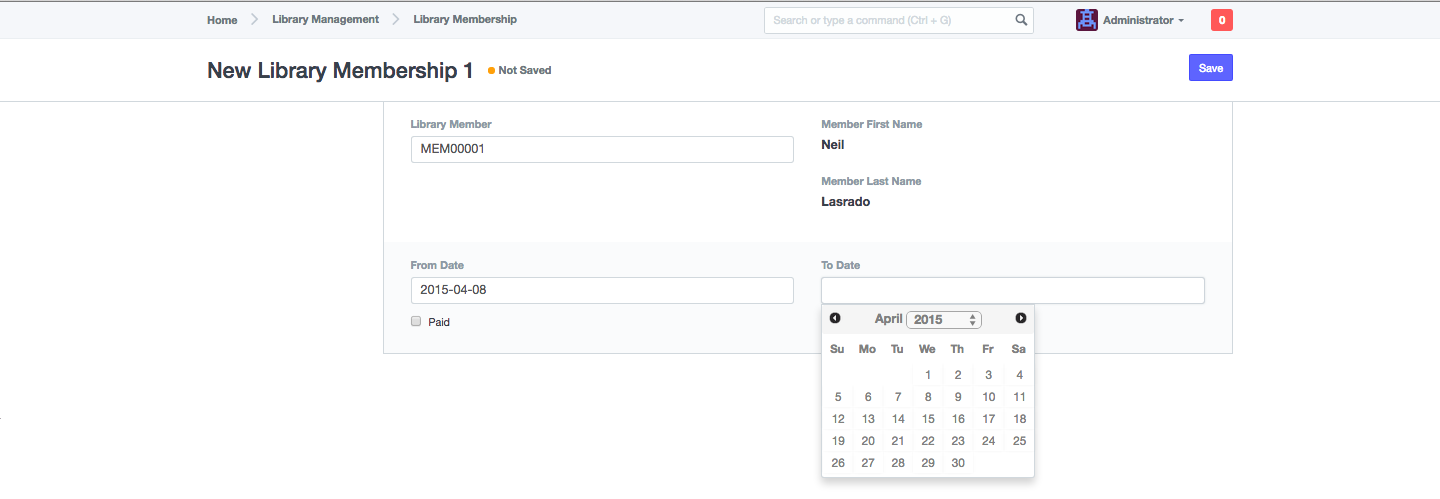 Home Library Management Library Membership Search or type a command (Ctrl + G) Administrator 0
New Library Membership 1 Not Saved Save
Library Member Member First Name
MEM00001 Neil
Member Last Name
Lasrado
From Date To Date
2015-04-08
Paid April 2015
Su Mo Tu We Th Fr Sa
1 2 3 4
5 6 7 8 9 10 11
12 13 14 15 16 17 18
19 20 21 22 23 24 25
26 27 28 29 30